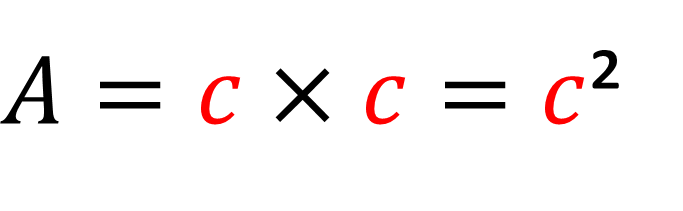 A = c × c = c²